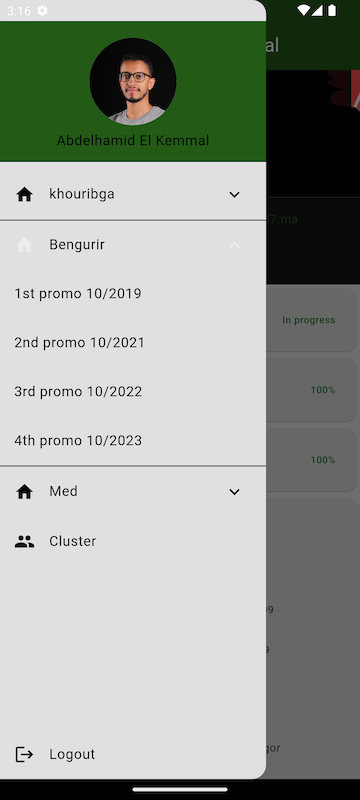 3:16
al
Abdelhamid El Kemmal
khouribga
7.ma
Bengurir
1st promo 10/2019
In progress
2nd promo 10/2021
3rd promo 10/2022
100%
4th promo 10/2023
100%
Med
Cluster
9
gor
Logout